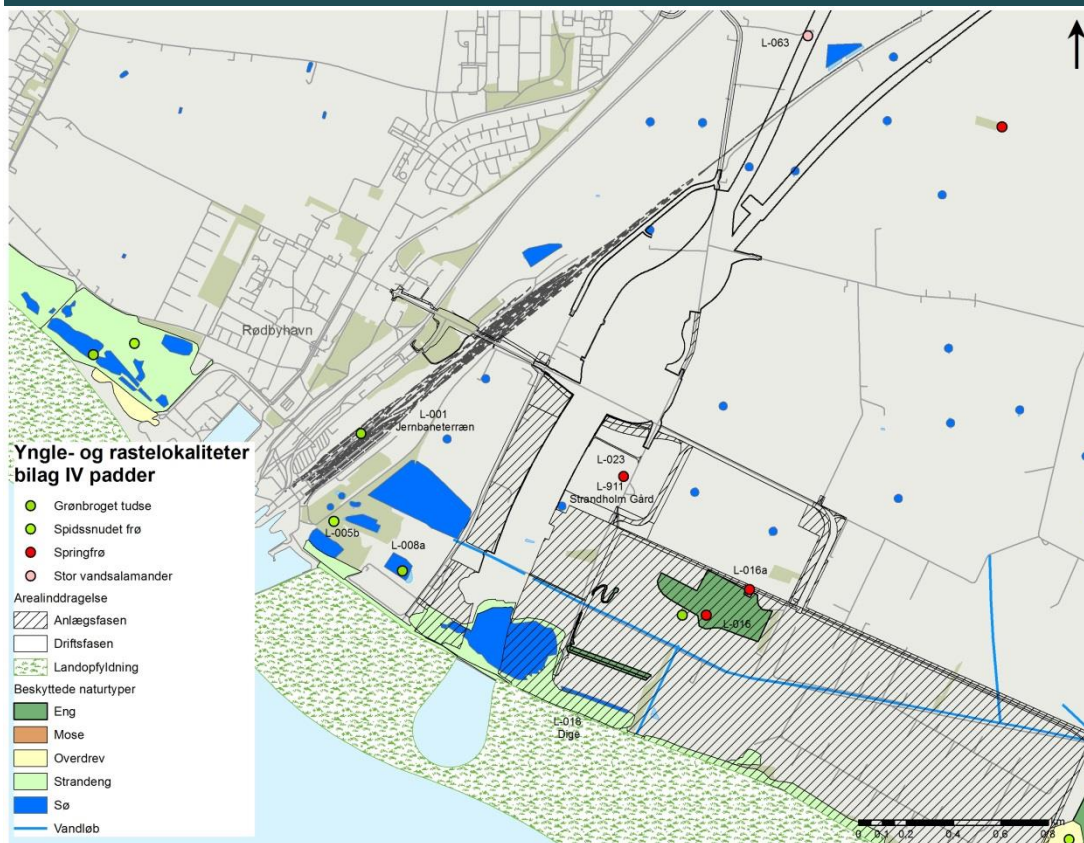 L-063
Rødbyhavn
L-001
Jernbaneterræn
L-023
L-911
Strandholm Gård
L-005b
L-008a
L-016a
L-016
L-018
Dige
Yngle- og rastelokaliteter
bilag IV padder
Grønbroget tudse
Spidssnudet frø
Springfrø
Stor vandsalamander
Arealinddragelse
Anlægsfasen
Driftsfasen
Landopfyldning
Beskyttede naturtyper
Eng
Mose
Overdrev
Strandeng
Sø
Vandløb
km
0 0.1 0.2 0.4 0.6 0.8